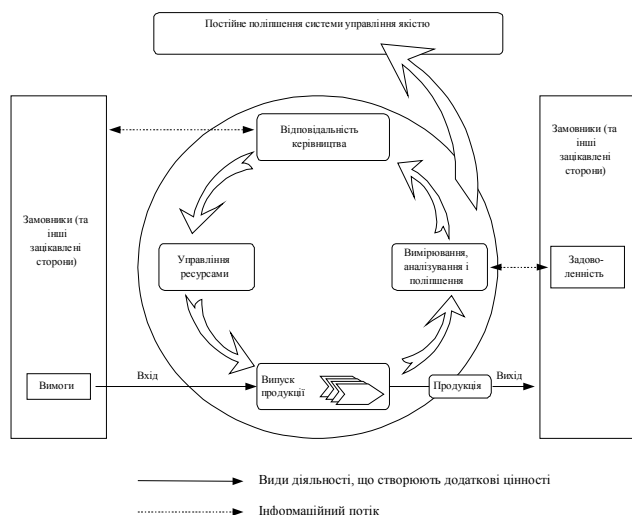 Постійне поліпшення системи управління якістю
Замовники (та
інші
зацікавлені
сторони)
Вимоги
Вхід
Відповідальність
керівництва
Управління
ресурсами
Вимірювання,
аналізування і
поліпшення
Випуск
продукції
Продукція
Вихід
Замовники (та
інші
зацікавлені
сторони)
Задово-
леність
Види діяльності, що створюють додаткові цінності
Інформаційний потік